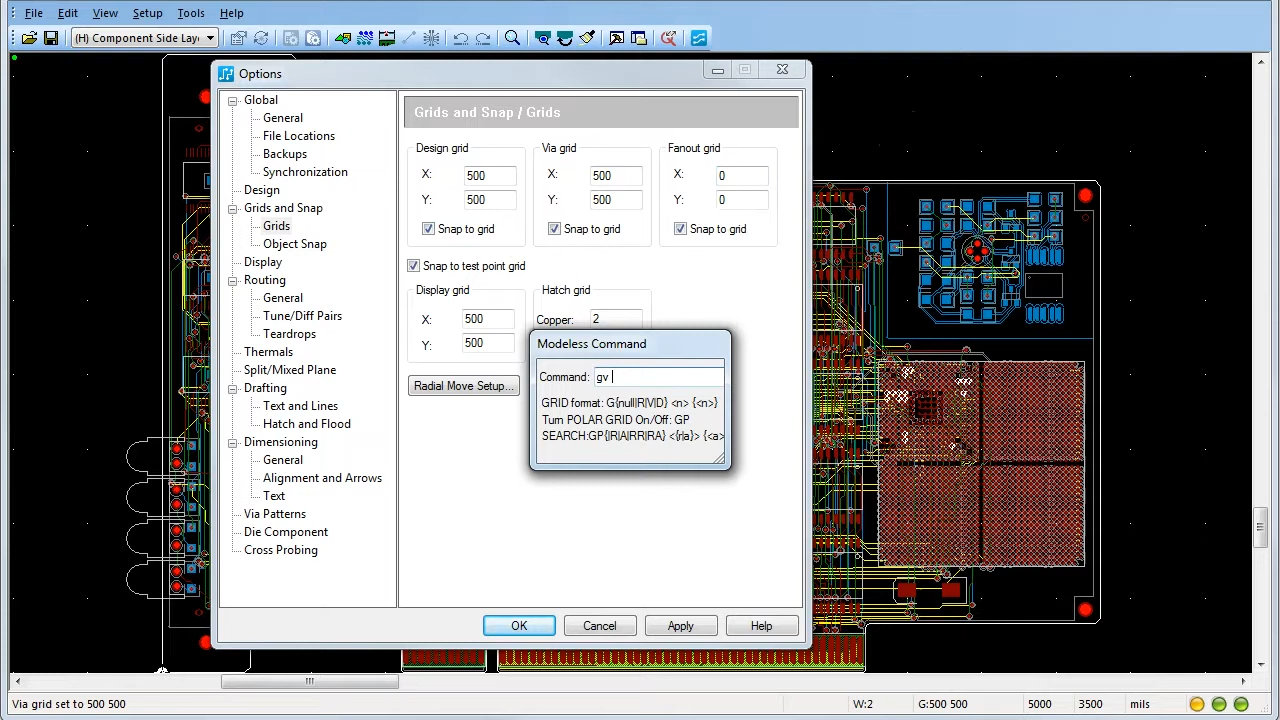 File Edit View Setup Tools Help
(H) Component Side Lay
Options
Global
General
File Locations
Backups
Synchronization
Design
Grids and Snap
Grids
Object Snap
Display
Routing
General
Tune/Diff Pairs
Teardrops
Thermals
Split/Mixed Plane
Drafting
Text and Lines
Hatch and Flood
Dimensioning
General
Alignment and Arrows
Text
Via Patterns
Die Component
Cross Probing
Grids and Snap / Grids
Design grid
X: 500
Y: 500
Snap to grid
Via grid
X: 500
Y: 500
Snap to grid
Fanout grid
X: 0
Y: 0
Snap to grid
Snap to test point grid
Display grid
X: 500
Y: 500
Hatch grid
Copper: 2
Radial Move Setup...
Modeless Command
Command: gv
GRID format: G{null|R|V|D} <n> {<n>}
Turn POLAR GRID On/Off: GP
SEARCH:GP{|R|A|RR|RA} <{r|a}> {<a>
OK Cancel Apply Help
Via grid set to 500 500 W:2 G:500 500 5000 3500 mils